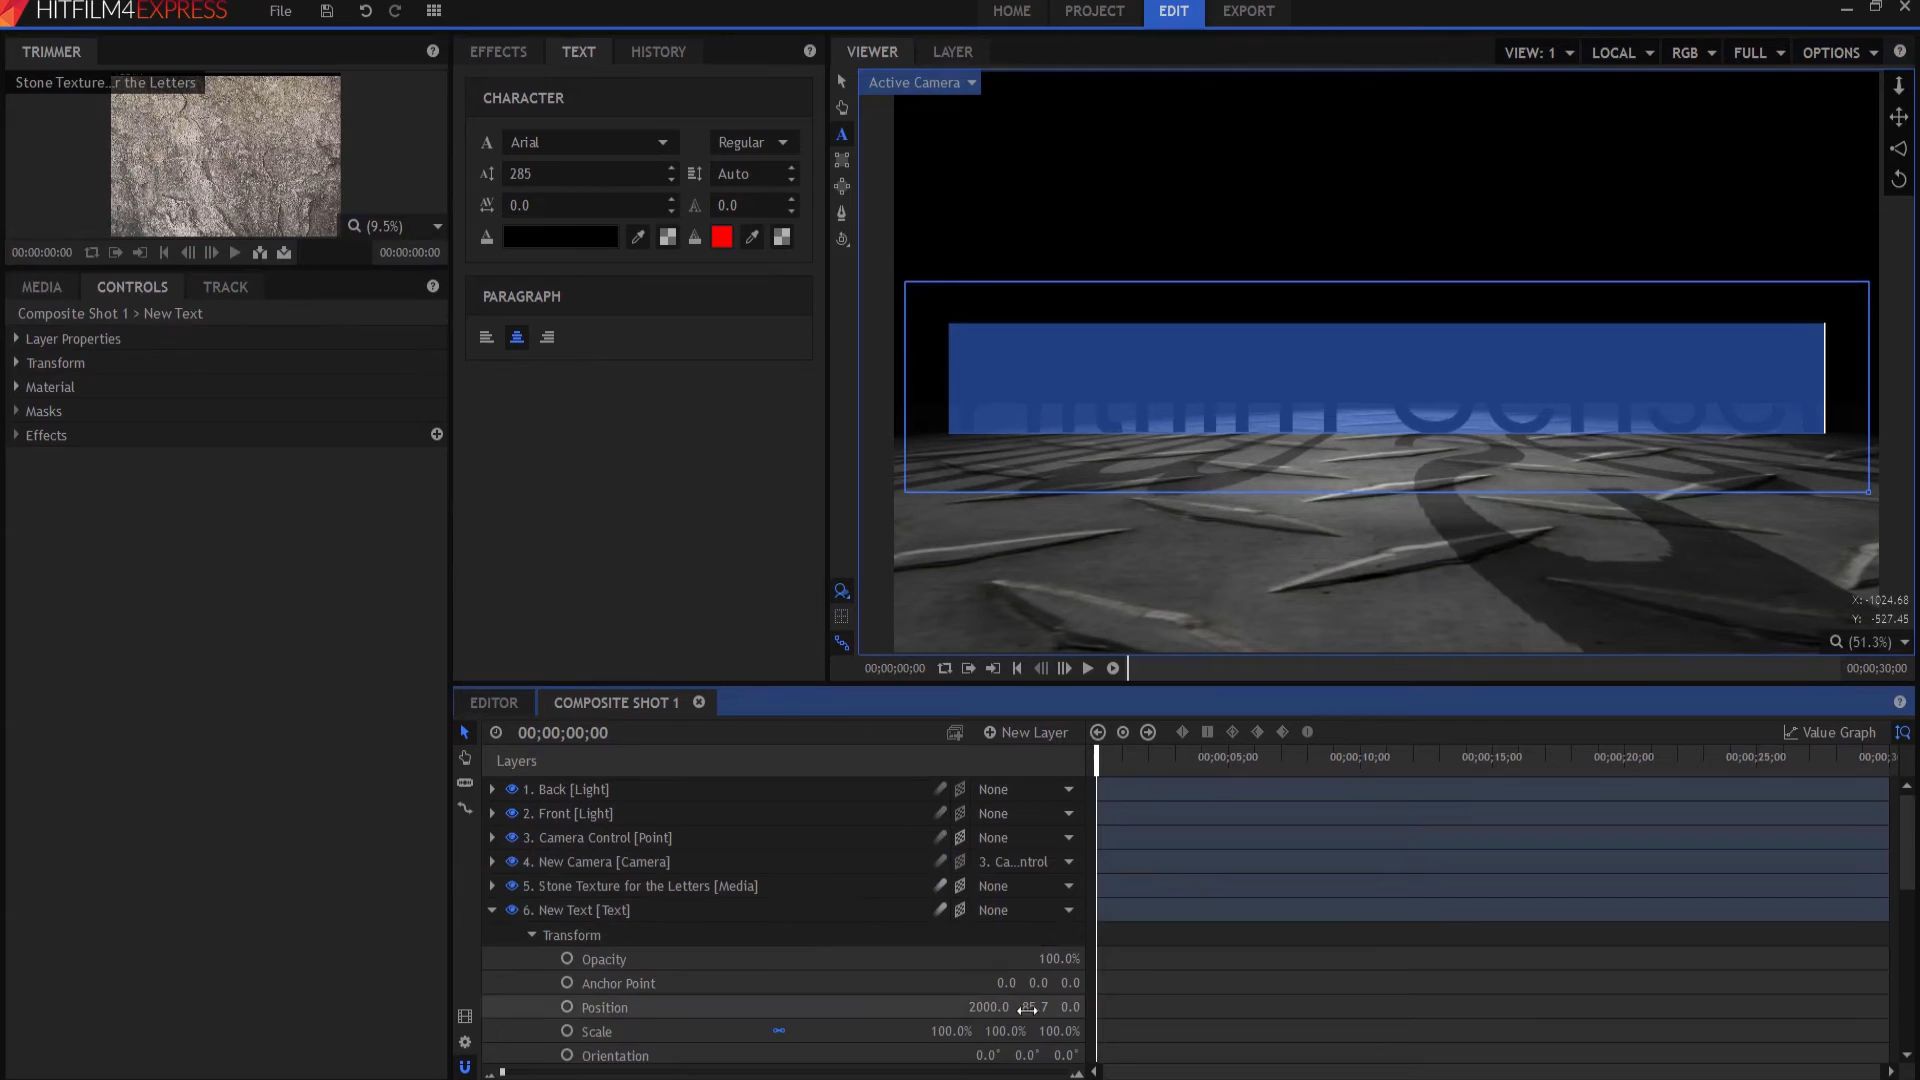 HITFILM4EXPRESS
File
HOME
PROJECT
EDIT
EXPORT
TRIMMER
Stone Texture...r the Letters
(9.5%)
00:00:00:00
00:00:00:00
MEDIA
CONTROLS
TRACK
Composite Shot 1 > New Text
Layer Properties
Transform
Material
Masks
Effects
EFFECTS
TEXT
HISTORY
CHARACTER
Arial
Regular
285
Auto
0.0
0.0
PARAGRAPH
VIEWER
LAYER
VIEW: 1
LOCAL
RGB
FULL
OPTIONS
Active Camera
X: -1024.68
Y: -527.45
(51.3%)
00;00;00;00
00;00;30;00
EDITOR
COMPOSITE SHOT 1
00;00;00;00
New Layer
Value Graph
Layers
00;00;05;00
00;00;10;00
00;00;15;00
00;00;20;00
00;00;25;00
1. Back [Light]
None
2. Front [Light]
None
3. Camera Control [Point]
None
4. New Camera [Camera]
3. Ca...ntrol
5. Stone Texture for the Letters [Media]
None
6. New Text [Text]
None
Transform
Opacity
100.0%
Anchor Point
0.0 0.0 0.0
Position
2000.0 85.7 0.0
Scale
100.0% 100.0% 100.0%
Orientation
0.0° 0.0° 0.0°